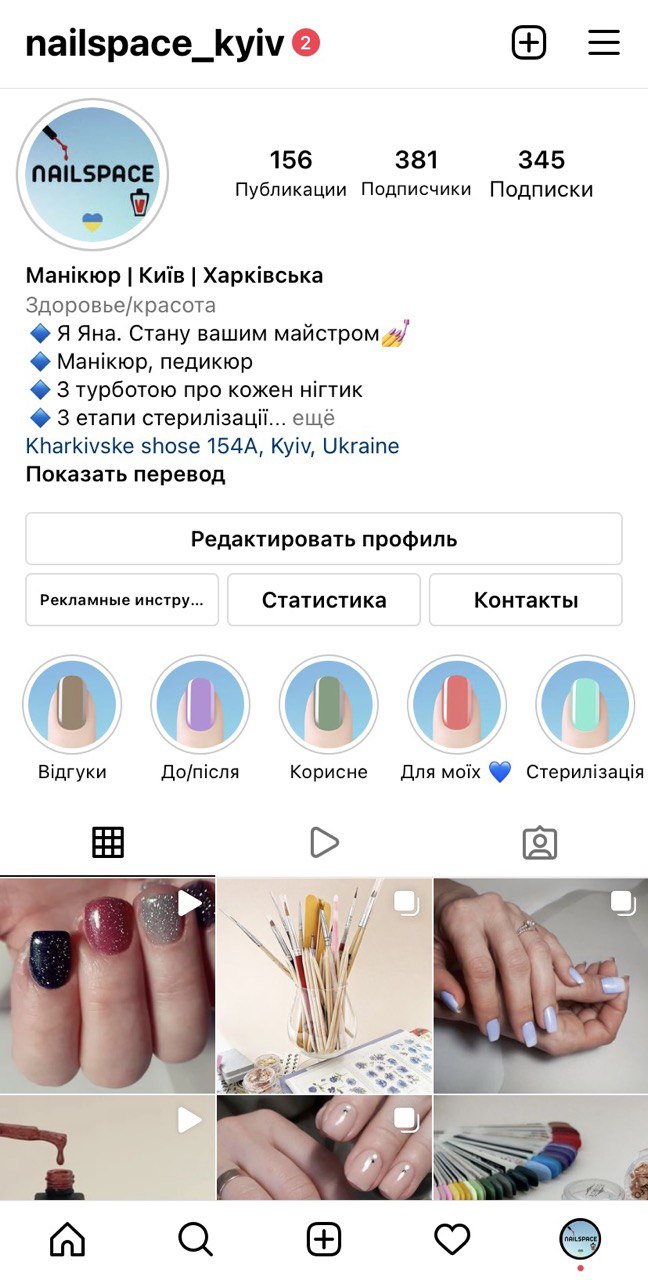 nailspace_kyiv 2
NAILSPACE
156 381 345
Публикации Подписчики Подписки
Манікюр | Київ | Харківська
Здоровье/красота
🔷 Я Яна. Стану вашим майстром💅
🔷 Манікюр, педикюр
🔷 З турботою про кожен нігтик
🔷 3 етапи стерилізації... ещё
Kharkivske shose 154A, Kyiv, Ukraine
Показать перевод
Редактировать профиль
Рекламные инстру... Статистика Контакты
Відгуки До/після Корисне Для моїх 💙 Стерилізація
NAILSPACE